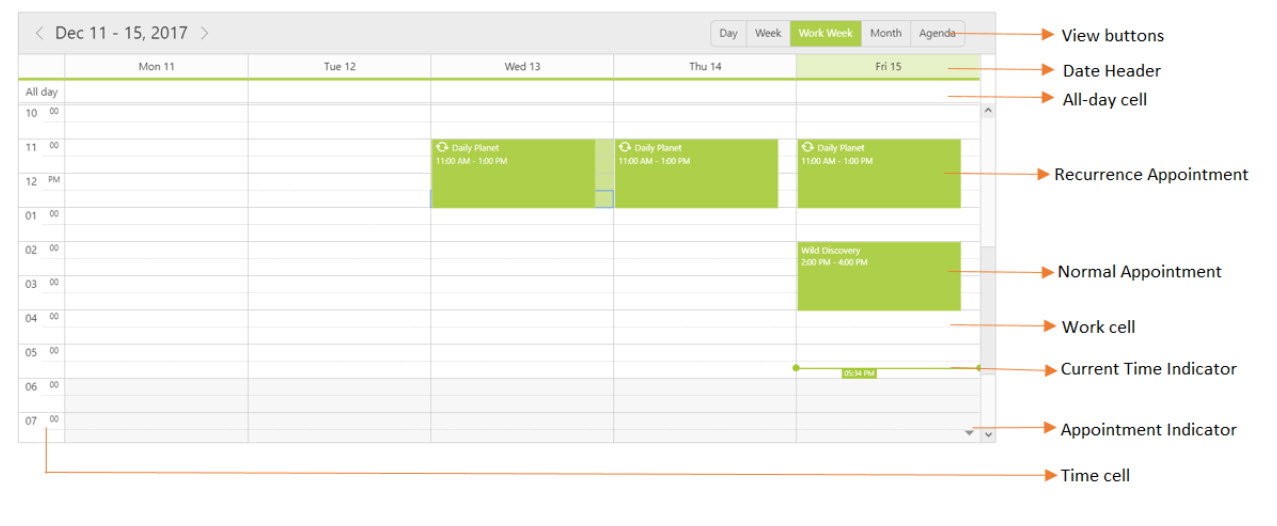 Dec 11 - 15, 2017
Day Week Work Week Month Agenda
View buttons
Mon 11 Tue 12 Wed 13 Thu 14 Fri 15
Date Header
All day
All-day cell
10 00
11 00
Daily Planet
11:00 AM - 1:00 PM
Daily Planet
11:00 AM - 1:00 PM
Daily Planet
11:00 AM - 1:00 PM
Recurrence Appointment
12 PM
01 00
02 00
Wild Discovery
2:00 PM - 4:00 PM
Normal Appointment
03 00
04 00
Work cell
05 00
05:34 PM
Current Time Indicator
06 00
07 00
Appointment Indicator
Time cell